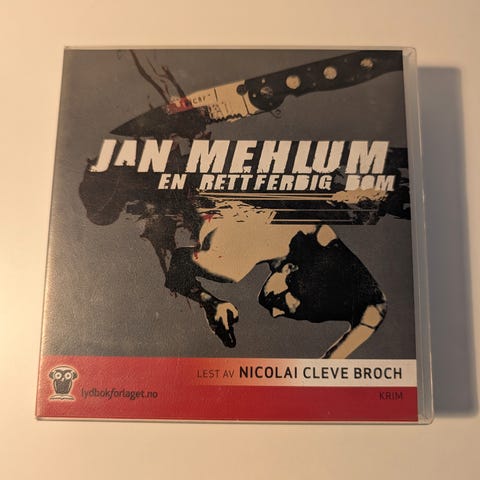 JAN MEHLUM
EN RETTFERDIG DOM
LEST AV NICOLAI CLEVE BROCH
lydbokforlaget.no
KRIM